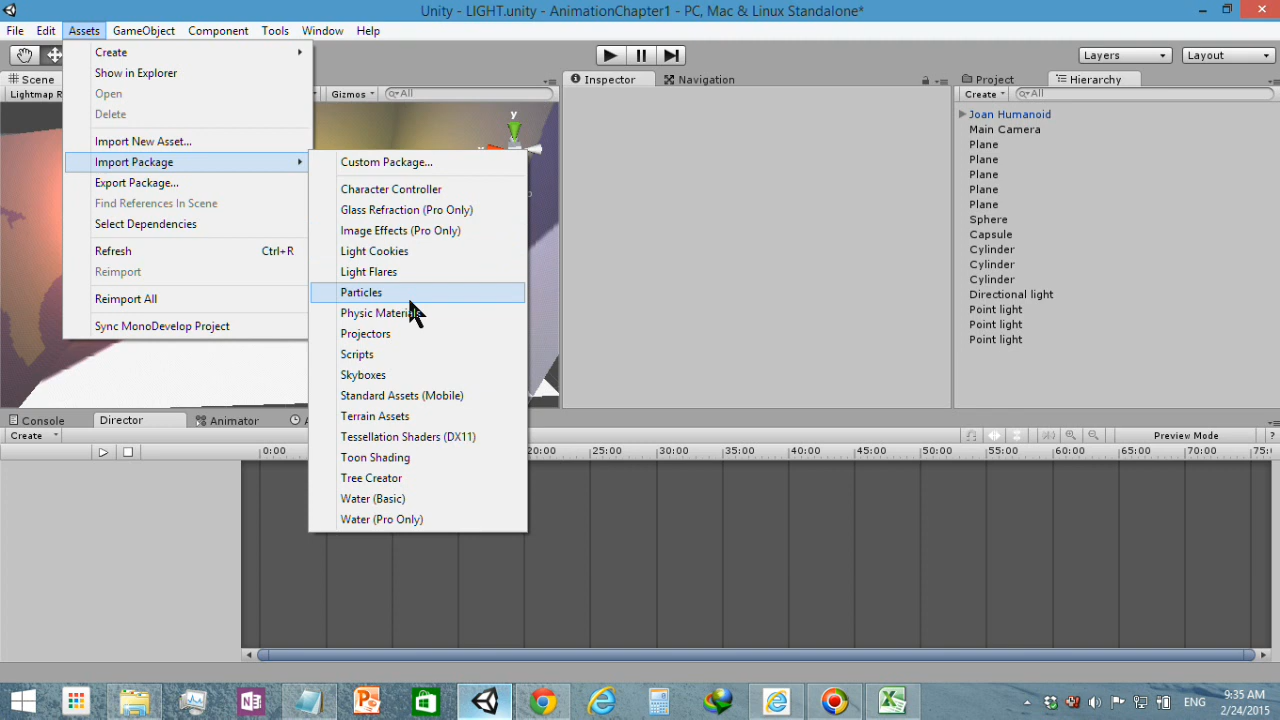 Unity - LIGHT.unity - AnimationChapter1 - PC, Mac & Linux Standalone*
File Edit Assets GameObject Component Tools Window Help
Layers Layout
Scene
Lightmap R
Gizmos All
Create
Show in Explorer
Open
Delete
Import New Asset...
Import Package
Export Package...
Find References In Scene
Select Dependencies
Refresh Ctrl+R
Reimport
Reimport All
Sync MonoDevelop Project
y
Custom Package...
Character Controller
Glass Refraction (Pro Only)
Image Effects (Pro Only)
Light Cookies
Light Flares
Particles
Physic Materials
Projectors
Scripts
Skyboxes
Standard Assets (Mobile)
Terrain Assets
Tessellation Shaders (DX11)
Toon Shading
Tree Creator
Water (Basic)
Water (Pro Only)
Inspector Navigation
Project Hierarchy
Create All
Joan Humanoid
Main Camera
Plane
Plane
Plane
Plane
Plane
Sphere
Capsule
Cylinder
Cylinder
Cylinder
Directional light
Point light
Point light
Point light
Console Director Animator
Create
Preview Mode ?
0:00 20:00 25:00 30:00 35:00 40:00 45:00 50:00 55:00 60:00 65:00 70:00 75:
ENG
9:35 AM
2/24/2015